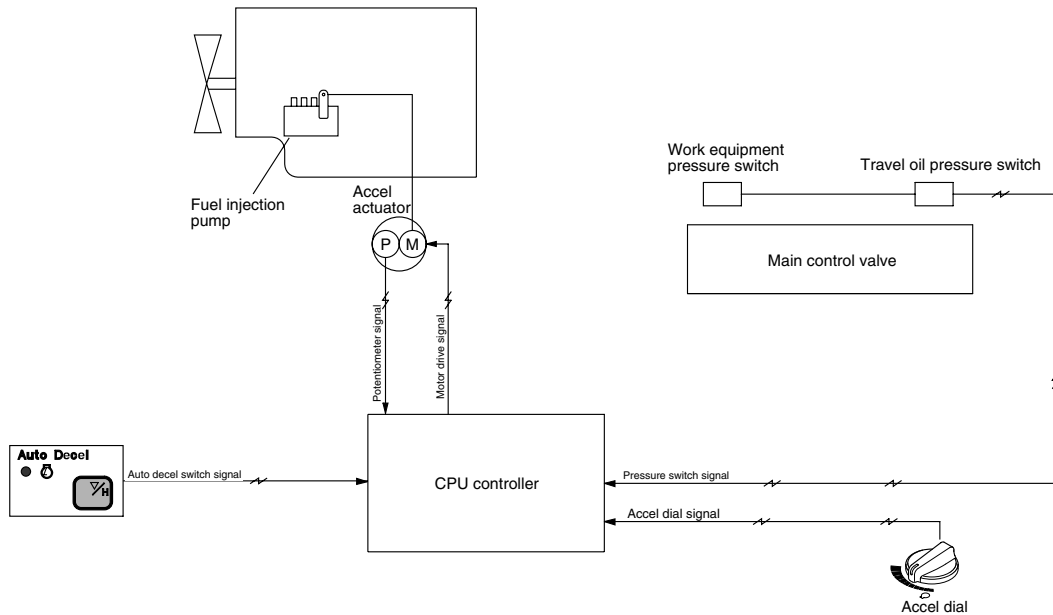 Work equipment
pressure switch
Travel oil pressure switch
Fuel injection
pump
Accel
actuator
P
M
Main control valve
Potentiometer signal
Motor drive signal
Auto Decel
H
Auto decel switch signal
CPU controller
Pressure switch signal
Accel dial signal
Accel dial